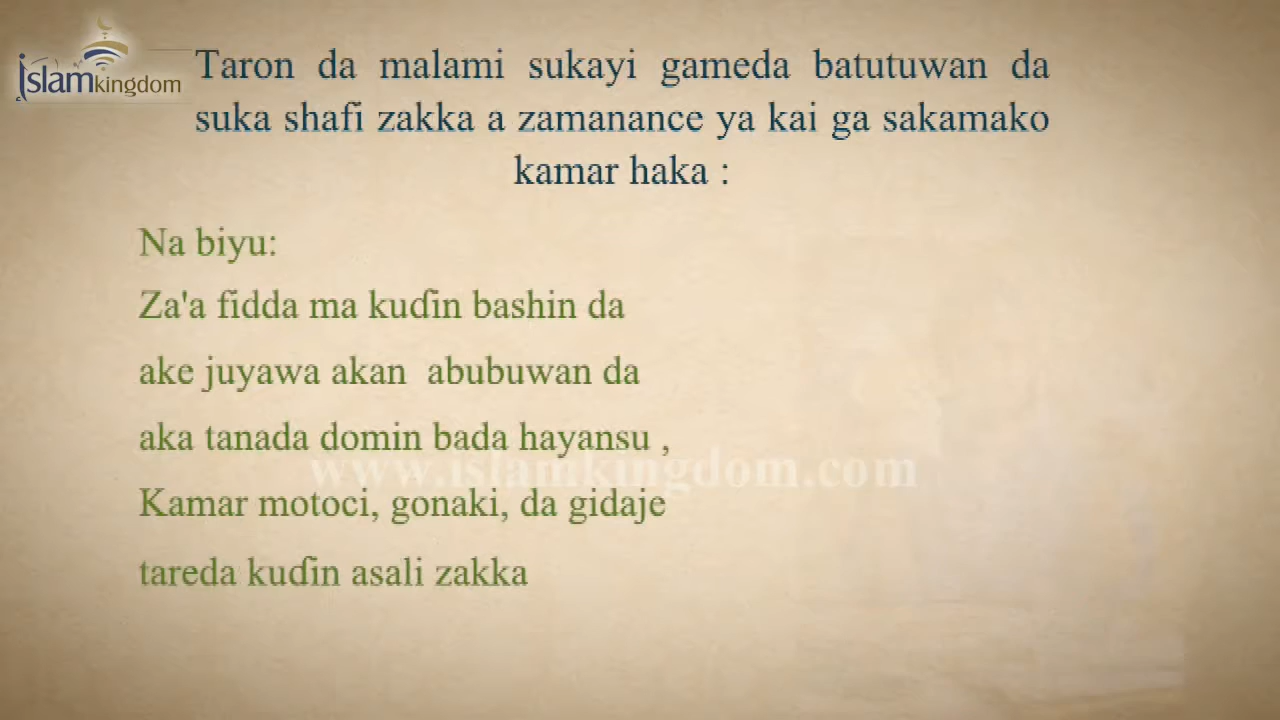 islamkingdom
Taron da malami sukayi gameda batutuwan da
suka shafi zakka a zamanance ya kai ga sakamako
kamar haka :
Na biyu:
Za'a fidda ma kuɗin bashin da
ake juyawa akan abubuwan da
aka tanada domin bada hayansu ,
www.islamkingdom.com
Kamar motoci, gonaki, da gidaje
tareda kuɗin asali zakka